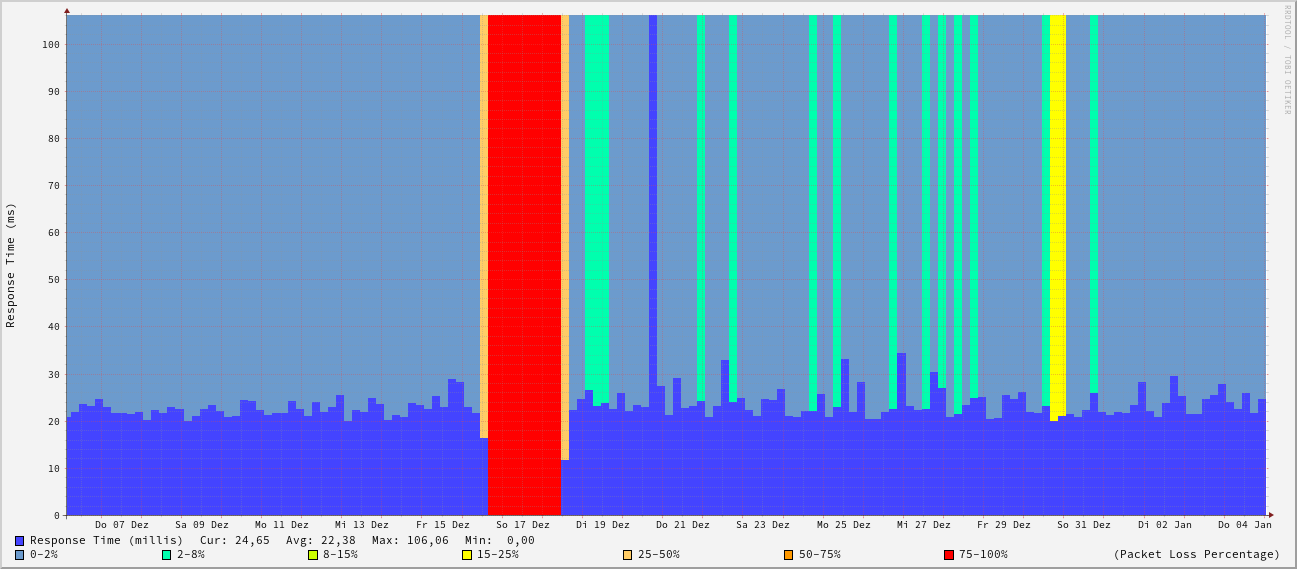 RRDTOOL / TOBI OETIKER
Response Time (ms)
100
90
80
70
60
50
40
30
20
10
0
Do 07 Dez Sa 09 Dez Mo 11 Dez Mi 13 Dez Fr 15 Dez So 17 Dez Di 19 Dez Do 21 Dez Sa 23 Dez Mo 25 Dez Mi 27 Dez Fr 29 Dez So 31 Dez Di 02 Jan Do 04 Jan
Response Time (millis) Cur: 24,65 Avg: 22,38 Max: 106,06 Min: 0,00
0-2% 2-8% 8-15% 15-25% 25-50% 50-75% 75-100% (Packet Loss Percentage)